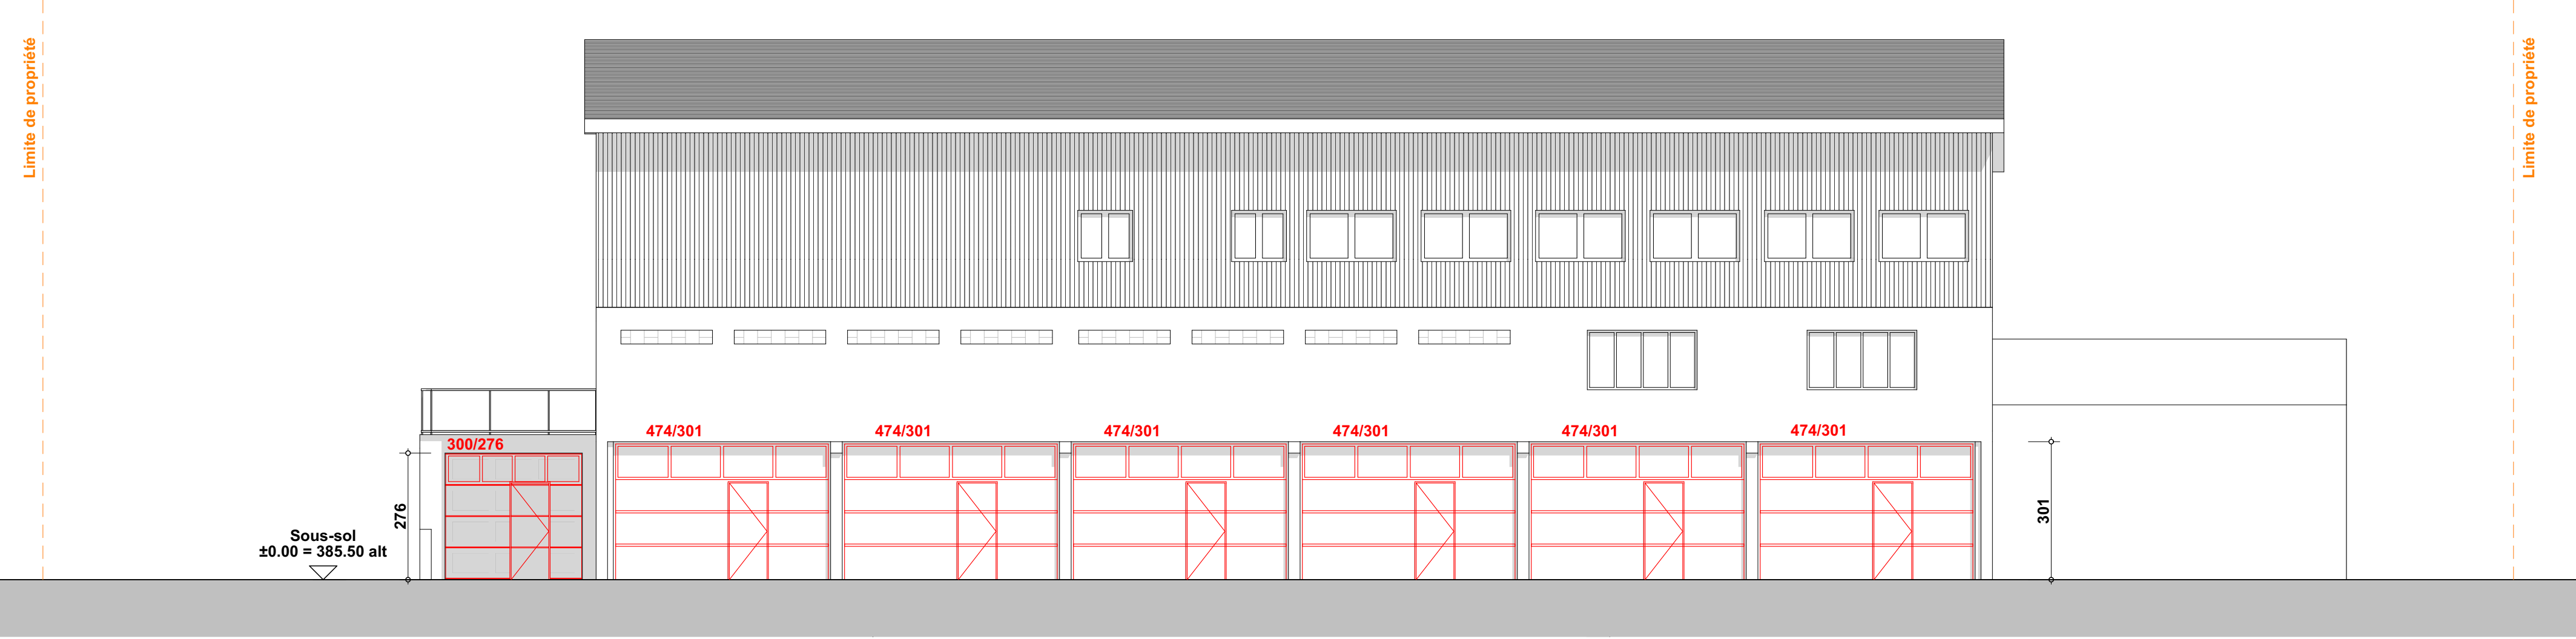 Limite de propriété
Limite de propriété
474/301
474/301
474/301
474/301
474/301
474/301
300/276
276
301
Sous-sol
±0.00 = 385.50 alt